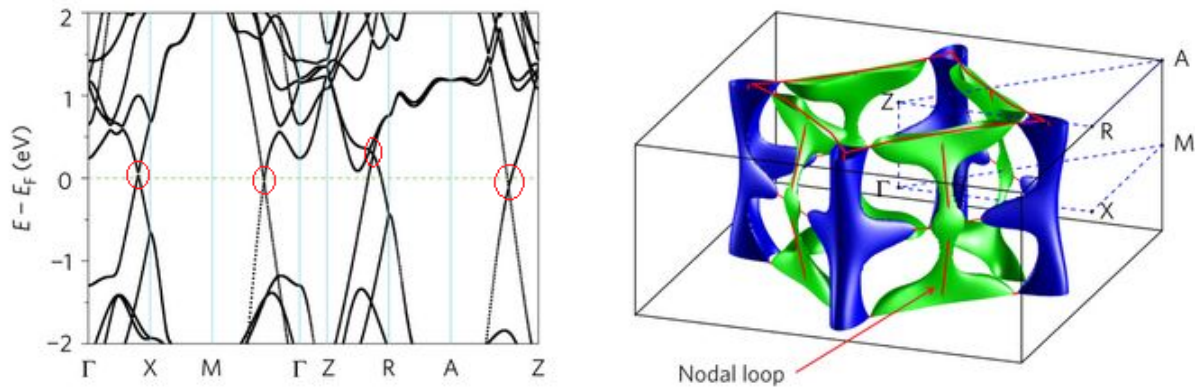 2
1
0
−1
−2
E − E_F (eV)
Γ X M Γ Z R A Z
A
Z
R
M
Γ
X
Nodal loop